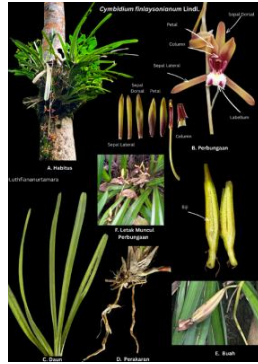 Cymbidium finlaysonianum Lindl.
Petal
Sepal Dorsal
Column
Sepal Lateral
Labellum
B. Perbungaan
Sepal
Dorsal
Petal
Sepal Lateral
Column
A. Habitus
F. Letak Muncul
Perbungaan
Biji
C. Daun
D. Perakaran
E. Buah